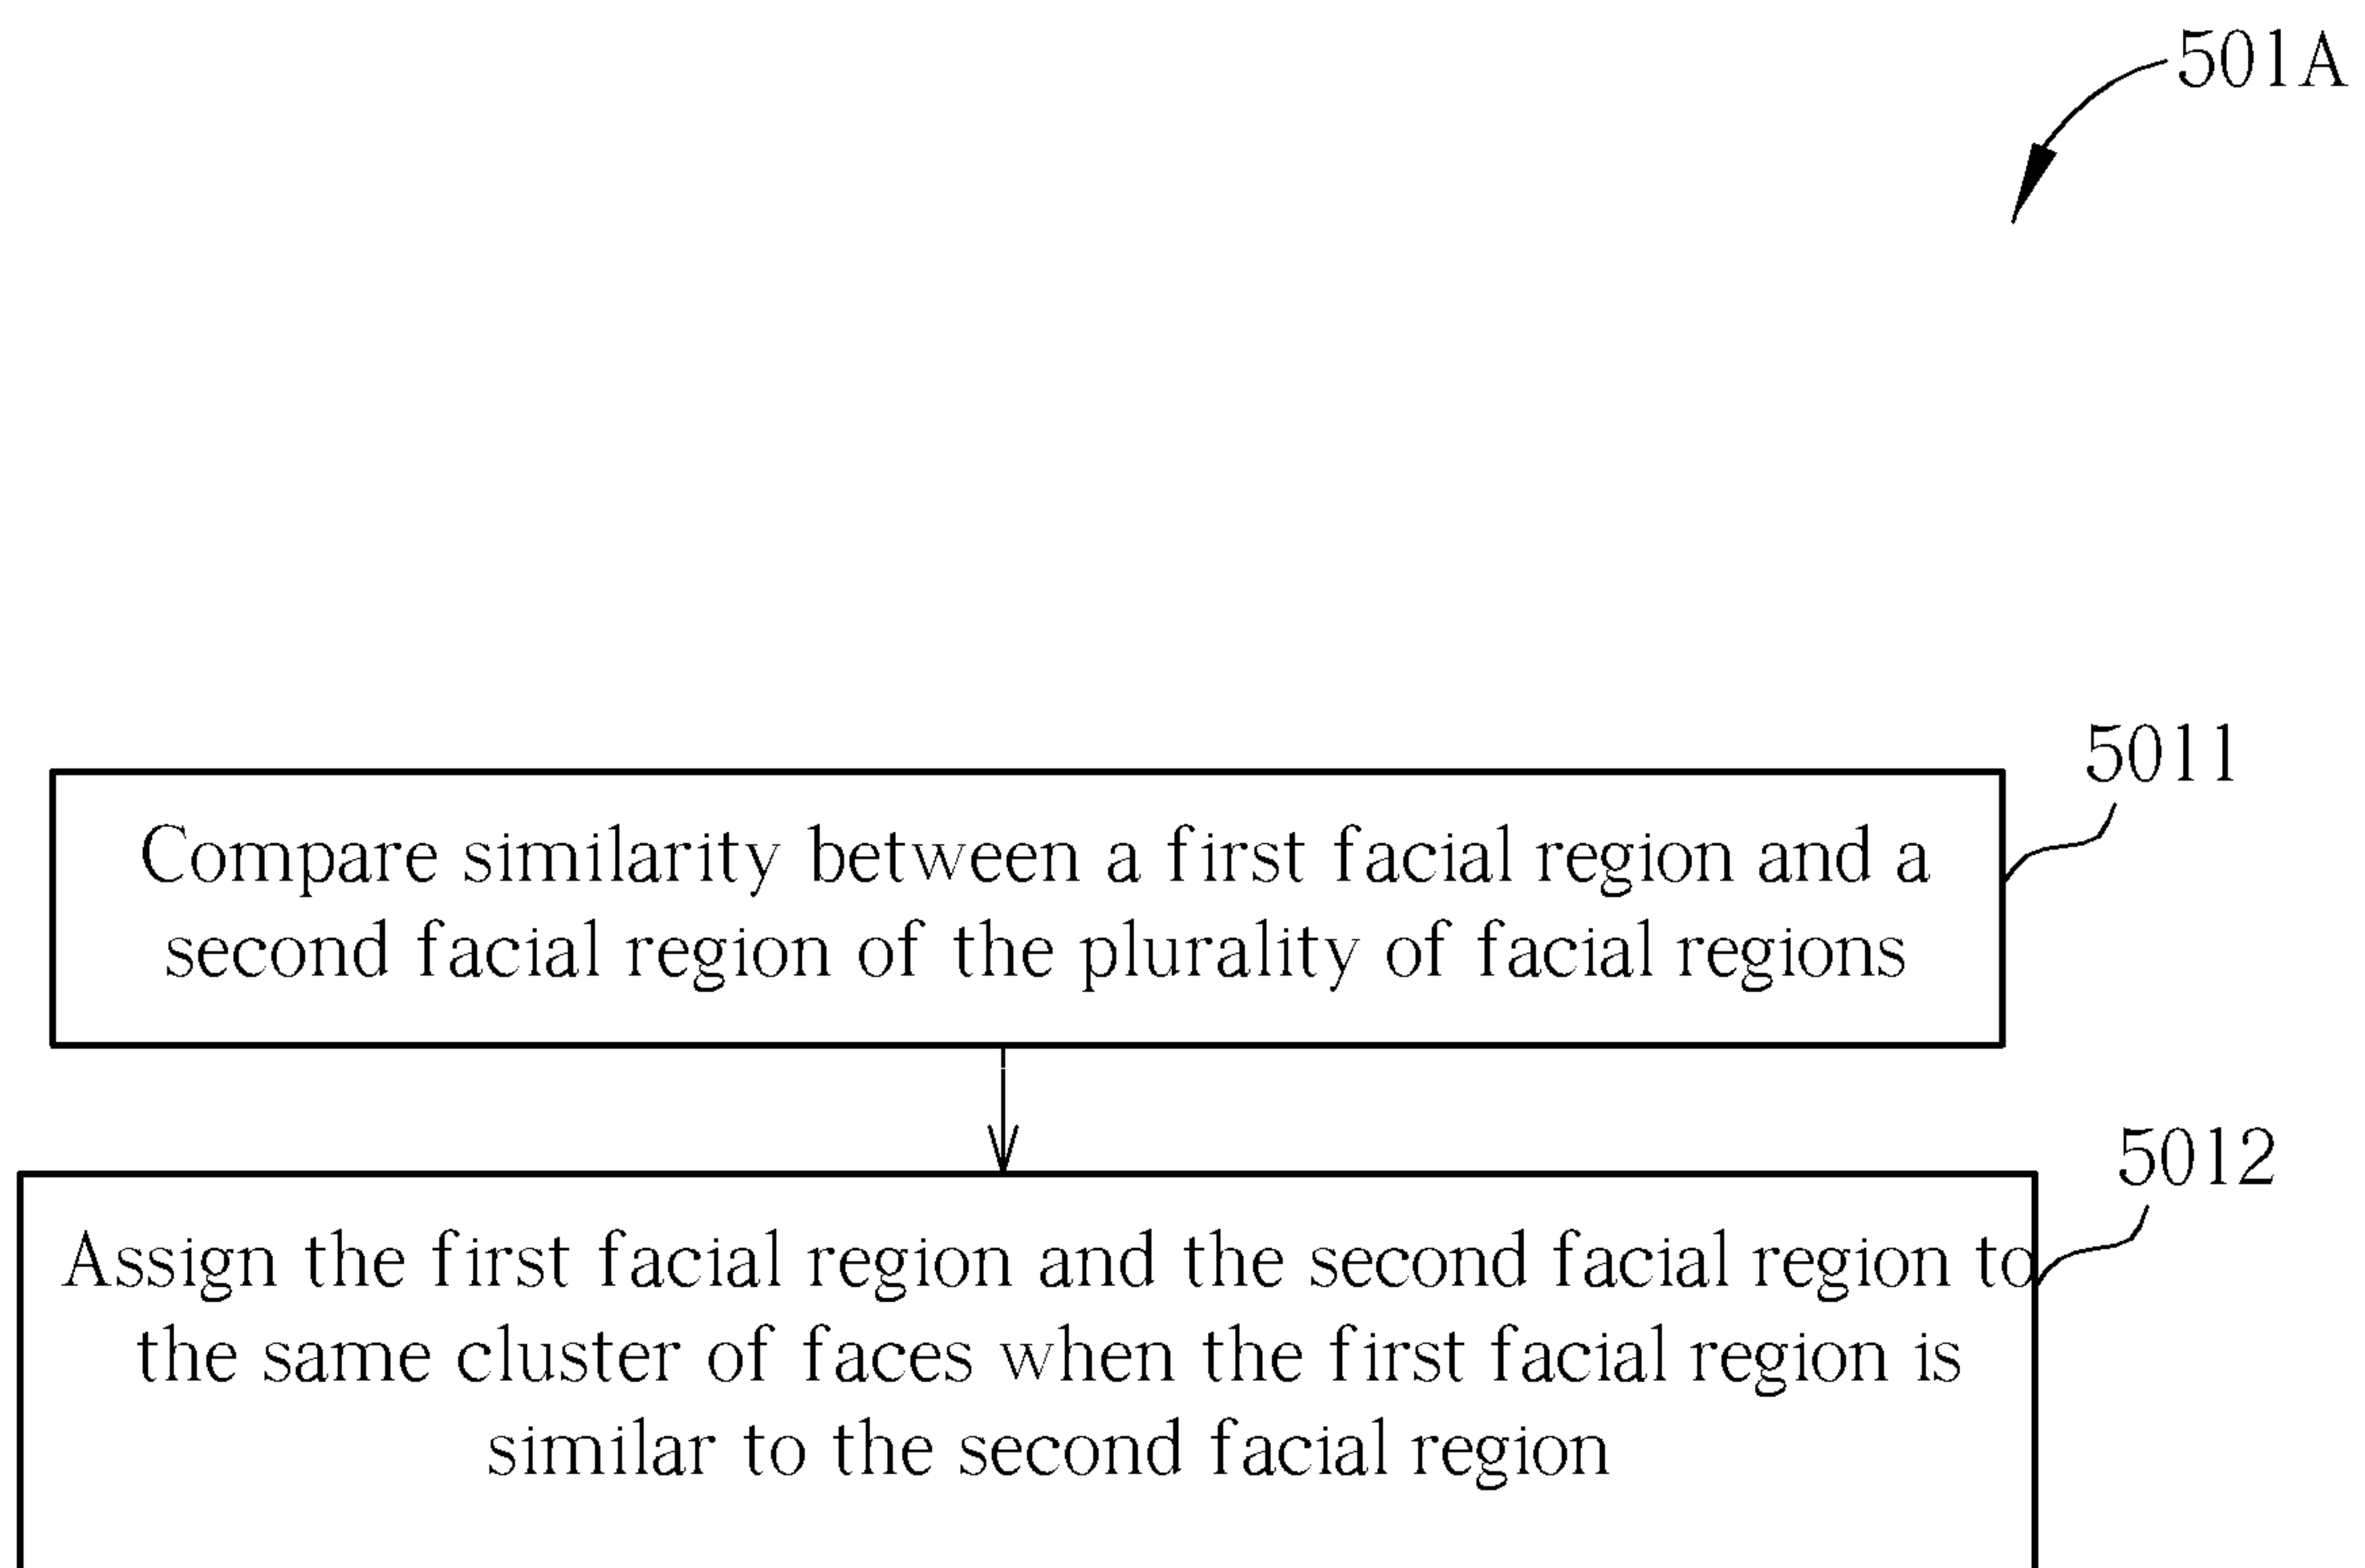 501A
5011
Compare similarity between a first facial region and a
second facial region of the plurality of facial regions
5012
Assign the first facial region and the second facial region to
the same cluster of faces when the first facial region is
similar to the second facial region